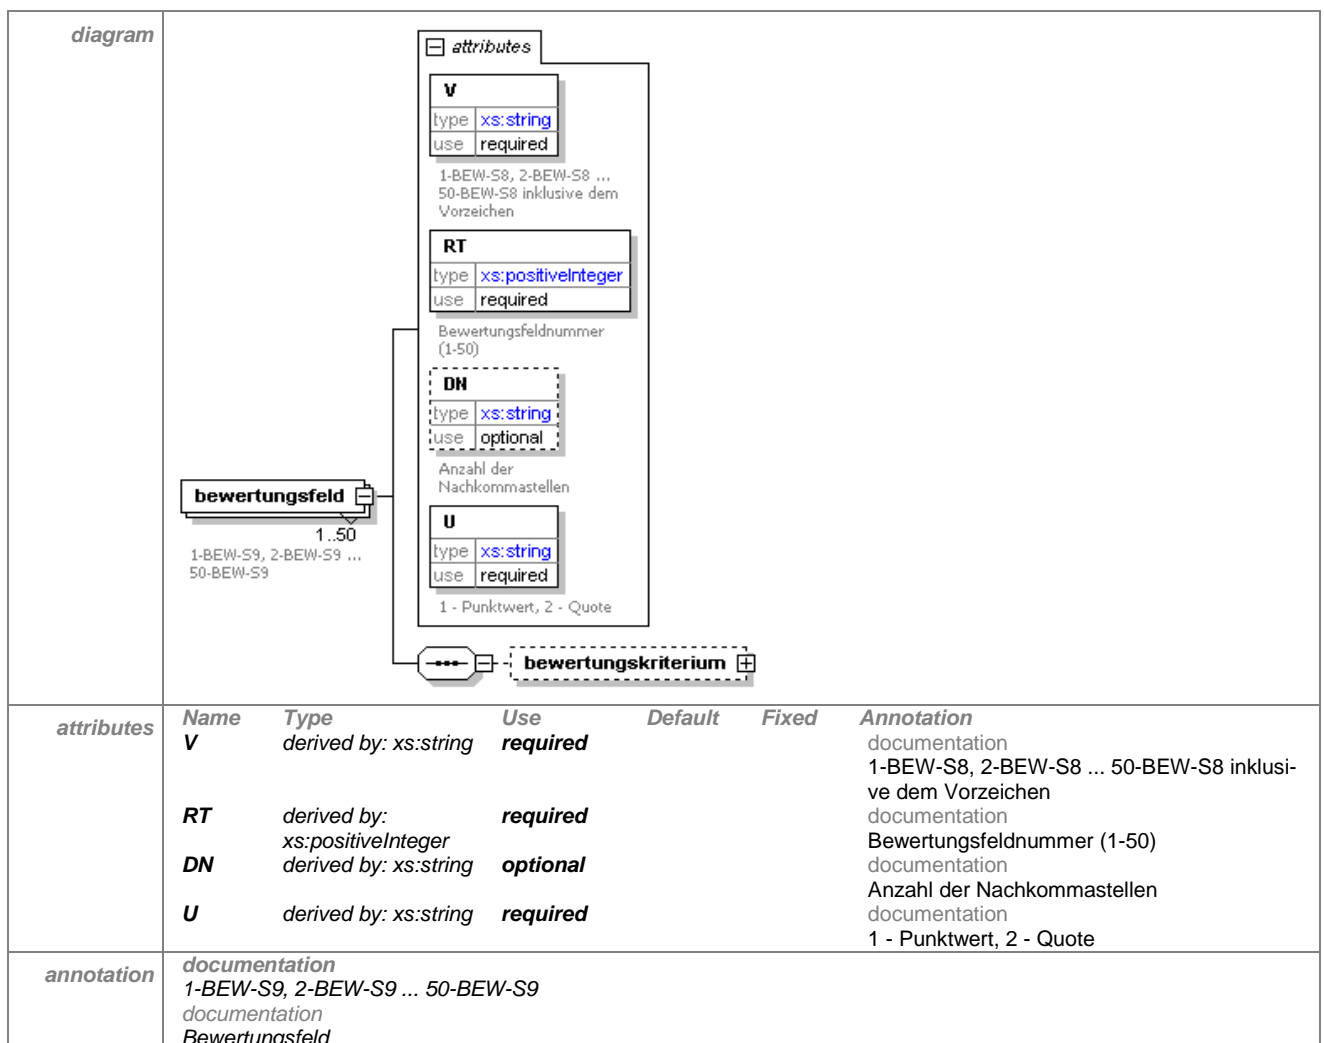 diagram
attributes
V
type xs:string
use required
1-BEW-S8, 2-BEW-S8 ...
50-BEW-S8 inklusive dem
Vorzeichen
RT
type xs:positiveInteger
use required
Bewertungsfeldnummer
(1-50)
DN
type xs:string
use optional
Anzahl der
Nachkommastellen
bewertungsfeld
1..50
1-BEW-S9, 2-BEW-S9 ...
50-BEW-S9
U
type xs:string
use required
1 - Punktwert, 2 - Quote
bewertungskriterium
attributes
Name Type Use Default Fixed Annotation
V derived by: xs:string required documentation
1-BEW-S8, 2-BEW-S8 ... 50-BEW-S8 inklusi-
ve dem Vorzeichen
RT derived by: required documentation
xs:positiveInteger Bewertungsfeldnummer (1-50)
DN derived by: xs:string optional documentation
Anzahl der Nachkommastellen
U derived by: xs:string required documentation
1 - Punktwert, 2 - Quote
annotation
documentation
1-BEW-S9, 2-BEW-S9 ... 50-BEW-S9
documentation
Bewertungsfeld